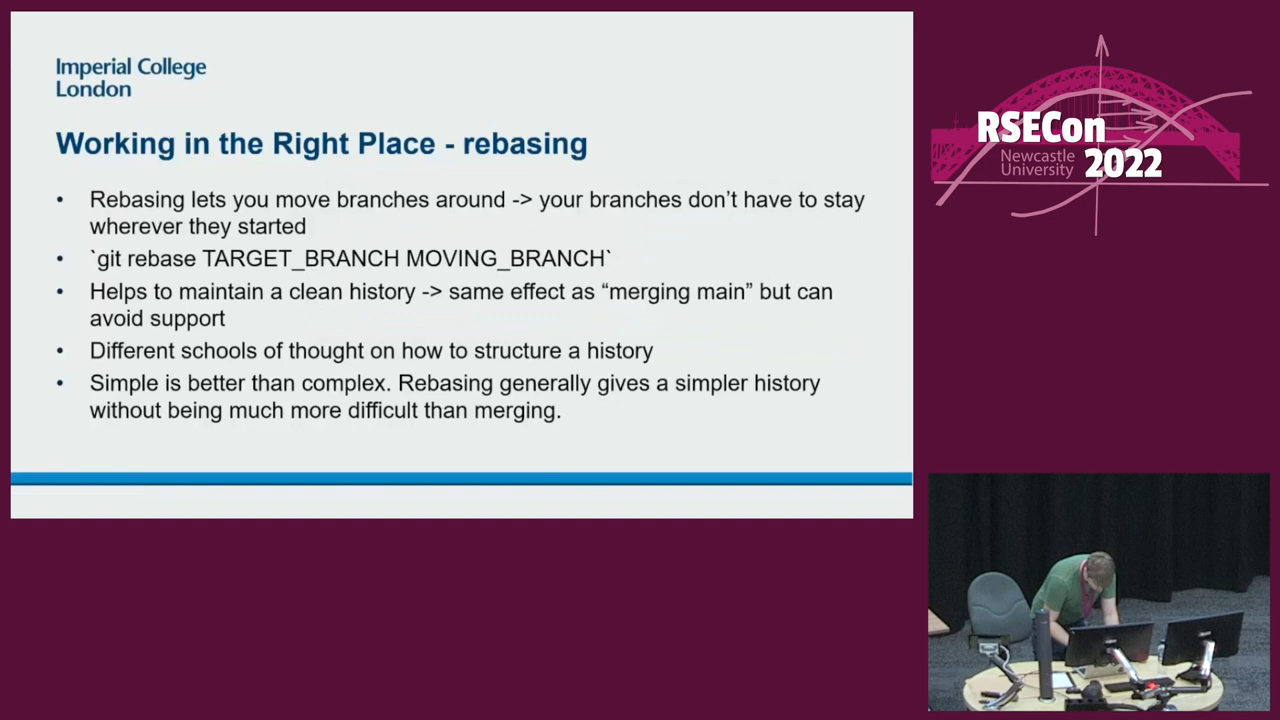 Imperial College
London
Working in the Right Place - rebasing
• Rebasing lets you move branches around -> your branches don’t have to stay
wherever they started
• `git rebase TARGET_BRANCH MOVING_BRANCH`
• Helps to maintain a clean history -> same effect as “merging main” but can
avoid support
• Different schools of thought on how to structure a history
• Simple is better than complex. Rebasing generally gives a simpler history
without being much more difficult than merging.
RSECon
Newcastle
University
2022